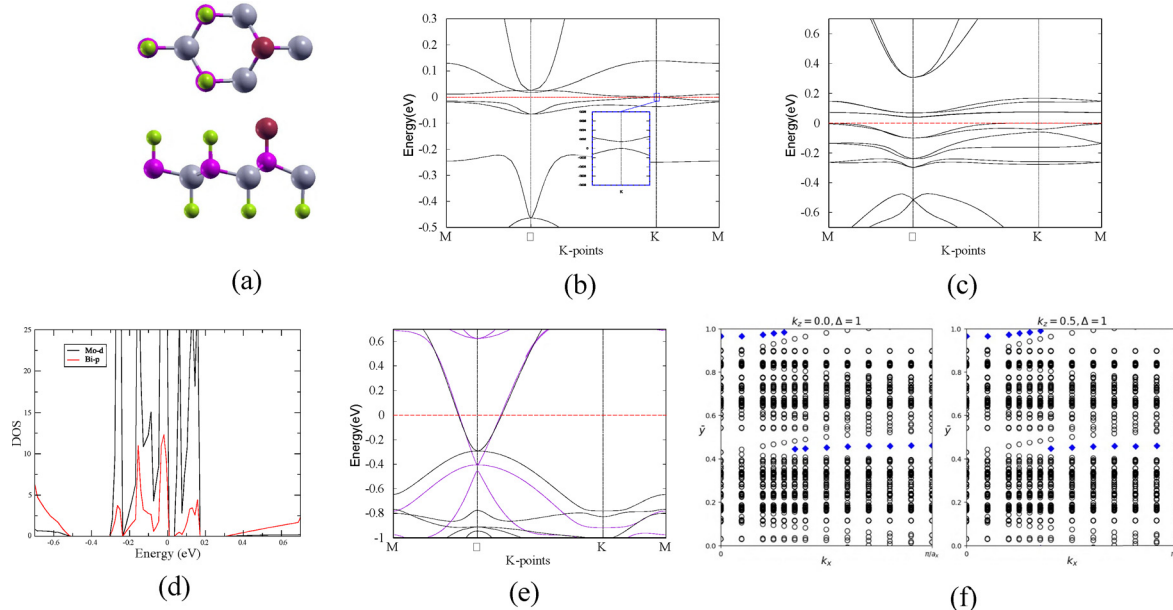 (a)
0.3
0.2
0.1
0
-0.1
-0.2
-0.3
-0.4
-0.5
Energy(eV)
K
M
□
K
M
K-points
(b)
0.6
0.4
0.2
0
-0.2
-0.4
-0.6
Energy(eV)
M
□
K
M
K-points
(c)
25
20
15
10
5
0
DOS
Mo-d
Bi-p
-0.4
-0.2
0
0.2
0.4
0.6
Energy (eV)
(d)
0.6
0.4
0.2
0
-0.2
-0.4
-0.6
-0.8
-1
Energy(eV)
M
□
K
M
K-points
(e)
k_z = 0.0, Δ = 1
1.0
0.8
0.6
0.4
0.2
0.0
ȳ
0
π/a_x
k_x
k_z = 0.5, Δ = 1
1.0
0.8
0.6
0.4
0.2
0.0
ȳ
0
k_x
(f)